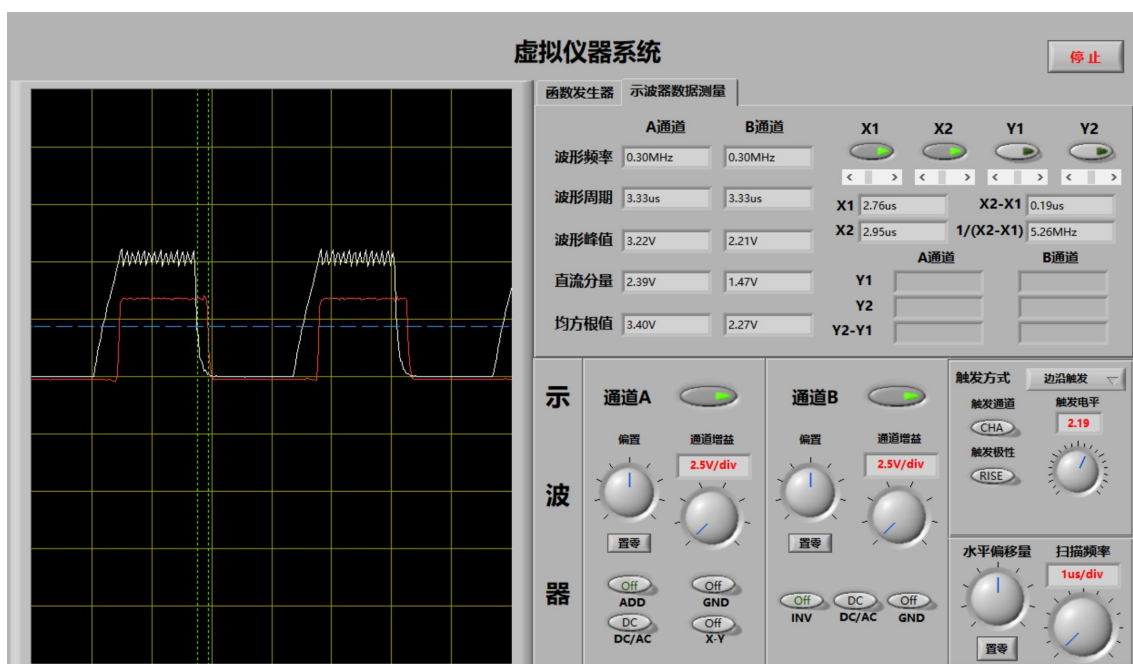 虚拟仪器系统
停止
函数发生器 示波器数据测量
A通道 B通道
波形频率 0.30MHz 0.30MHz
波形周期 3.33us 3.33us
波形峰值 3.22V 2.21V
直流分量 2.39V 1.47V
均方根值 3.40V 2.27V
X1 X2 Y1 Y2
X1 2.76us X2-X1 0.19us
X2 2.95us 1/(X2-X1) 5.26MHz
A通道 B通道
Y1
Y2
Y2-Y1
示波器
通道A
偏置 通道增益
2.5V/div
置零
Off Off
ADD GND
DC Off
DC/AC X-Y
通道B
偏置 通道增益
2.5V/div
置零
Off DC Off
INV DC/AC GND
触发方式 边沿触发
触发通道 触发电平
CHA 2.19
触发极性
RISE
水平偏移量 扫描频率
1us/div
置零